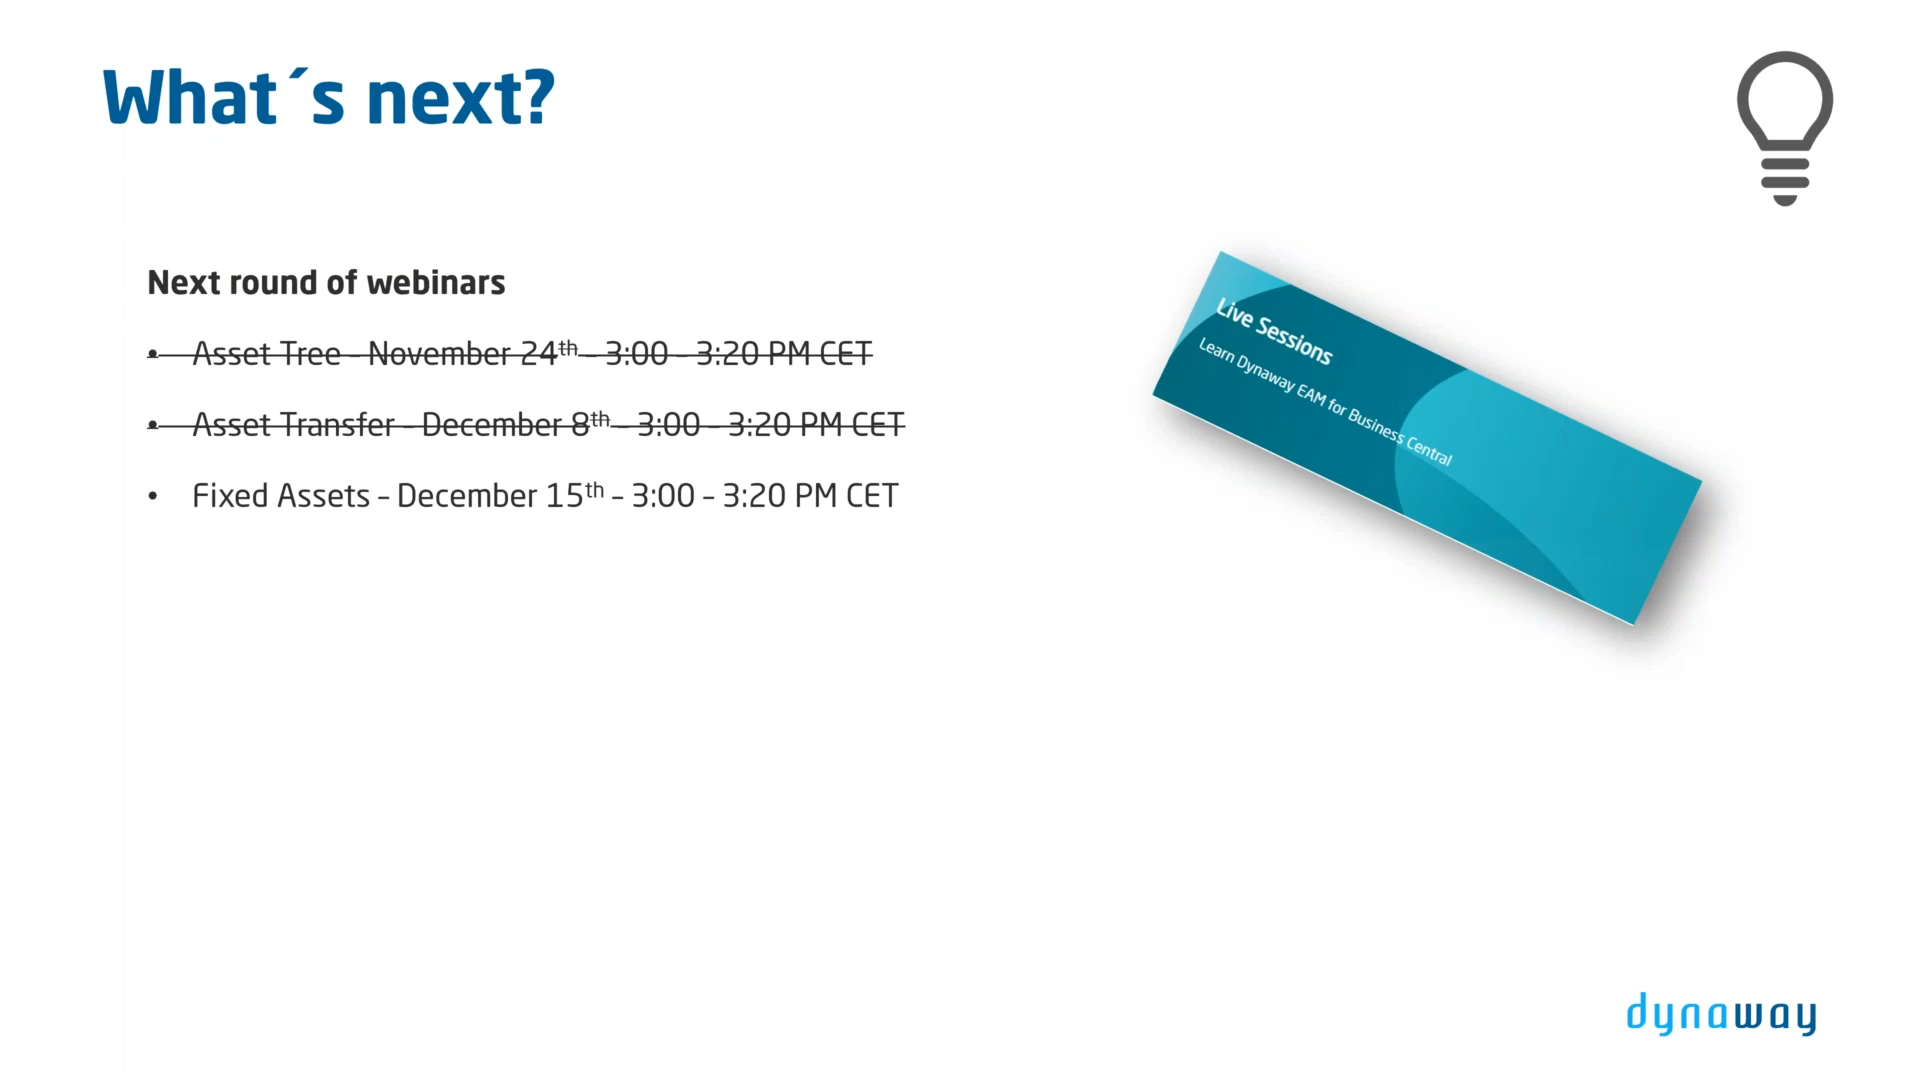 What´s next?
Next round of webinars
• Asset Tree – November 24th – 3:00 – 3:20 PM CET
• Asset Transfer – December 8th – 3:00 – 3:20 PM CET
• Fixed Assets – December 15th – 3:00 – 3:20 PM CET
Live Sessions
Learn Dynaway EAM for Business Central
dynaway